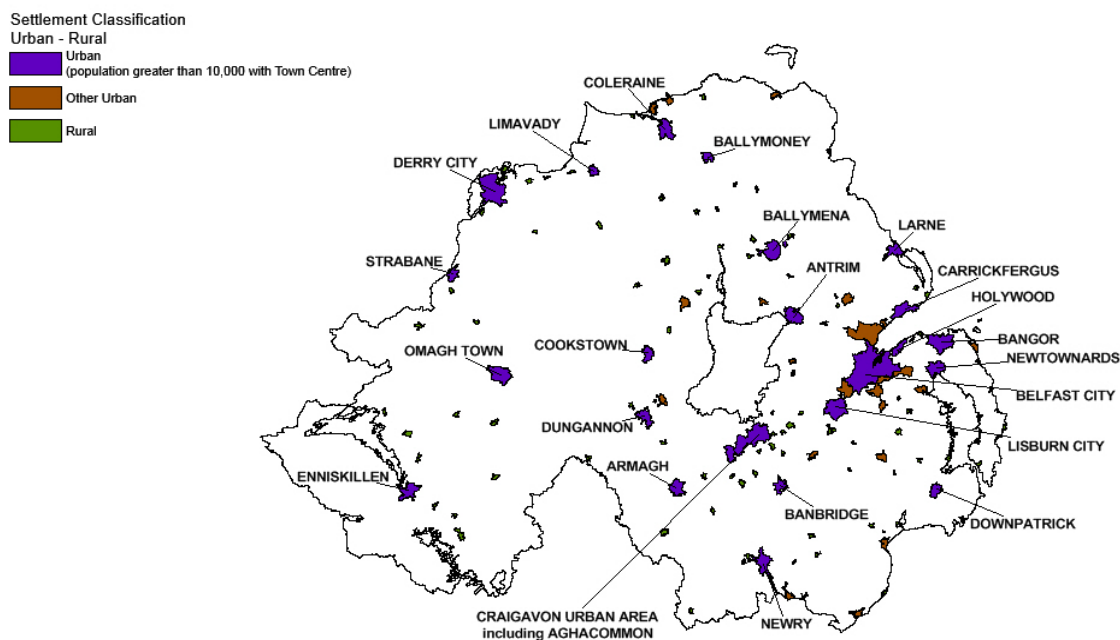 Settlement Classification
Urban - Rural
Urban
(population greater than 10,000 with Town Centre)
Other Urban
Rural
COLERAINE
LIMAVADY
BALLYMONEY
DERRY CITY
BALLYMENA
LARNE
STRABANE
ANTRIM
CARRICKFERGUS
HOLYWOOD
COOKSTOWN
BANGOR
OMAGH TOWN
NEWTOWNARDS
BELFAST CITY
DUNGANNON
LISBURN CITY
ARMAGH
ENNISKILLEN
BANBRIDGE
DOWNPATRICK
CRAIGAVON URBAN AREA
including AGHACOMMON
NEWRY